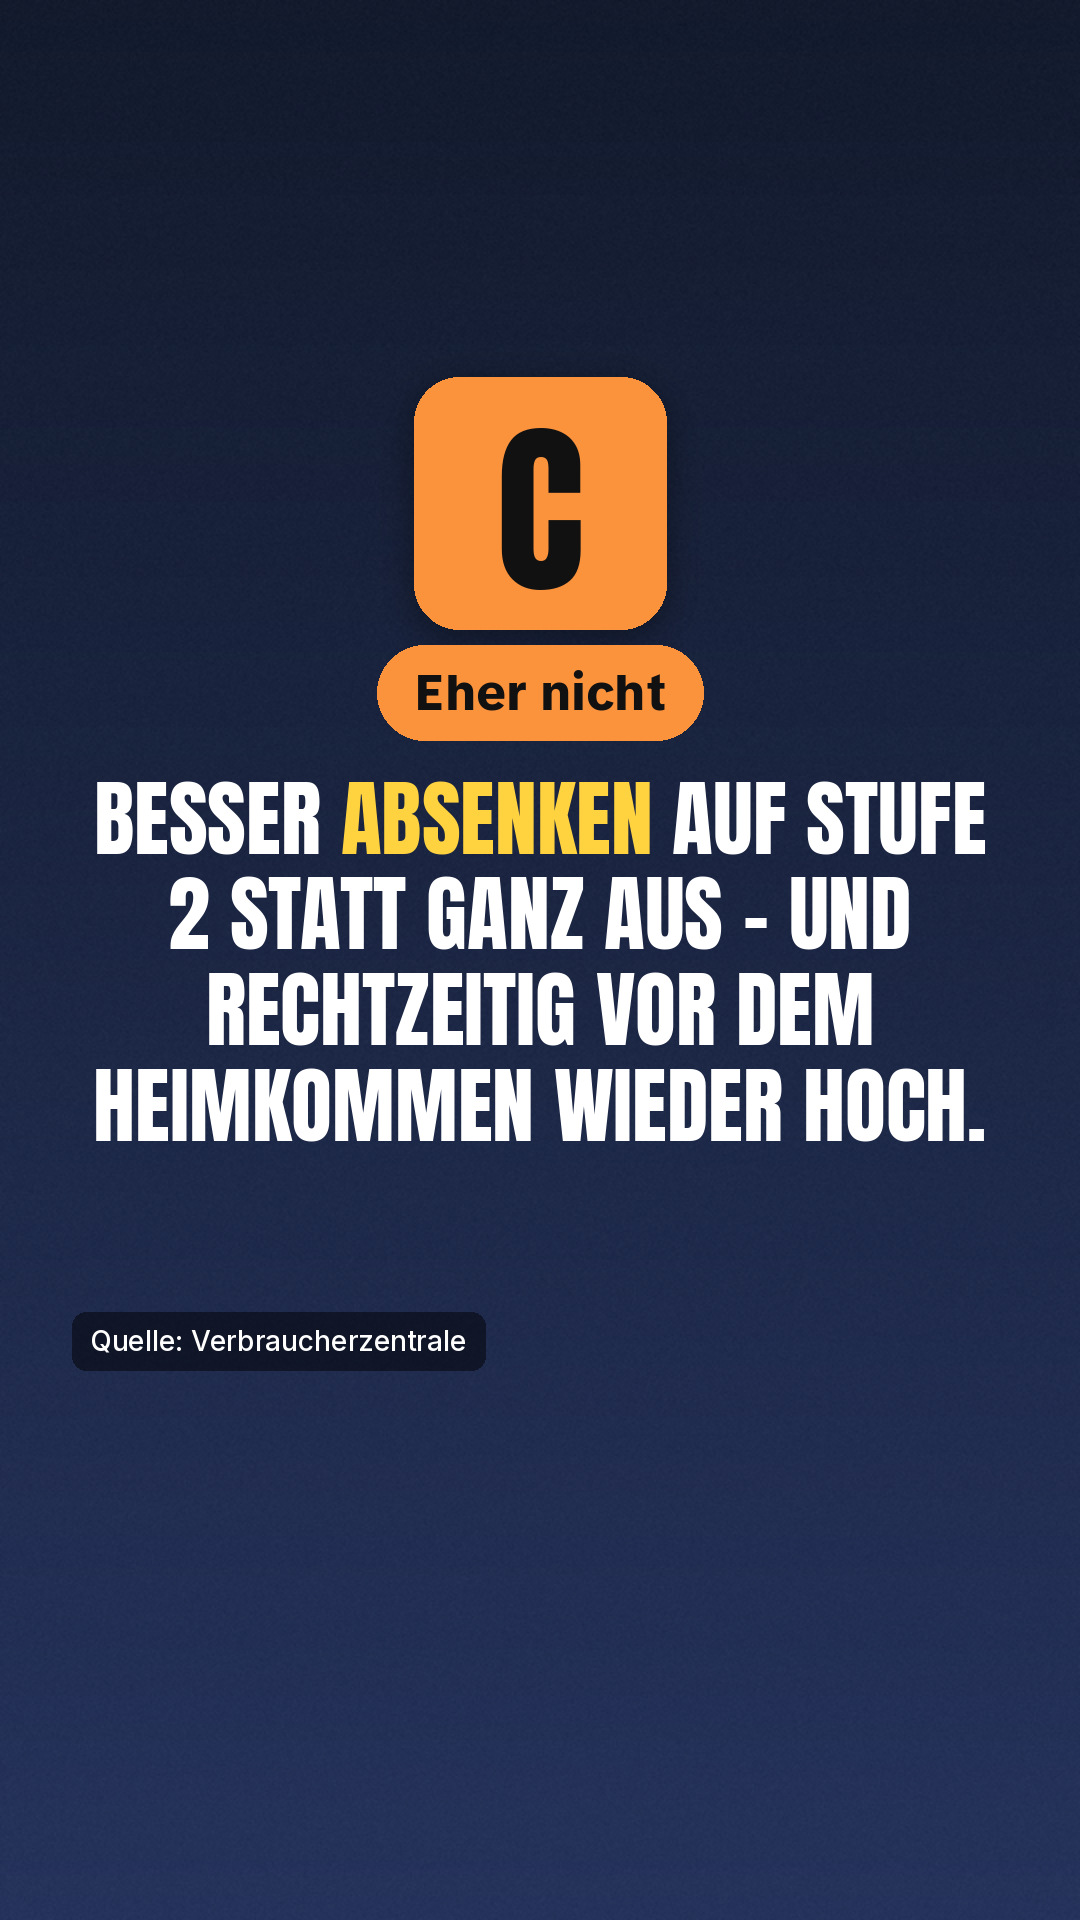 C
Eher nicht
BESSER ABSENKEN AUF STUFE
2 STATT GANZ AUS - UND
RECHTZEITIG VOR DEM
HEIMKOMMEN WIEDER HOCH.
Quelle: Verbraucherzentrale